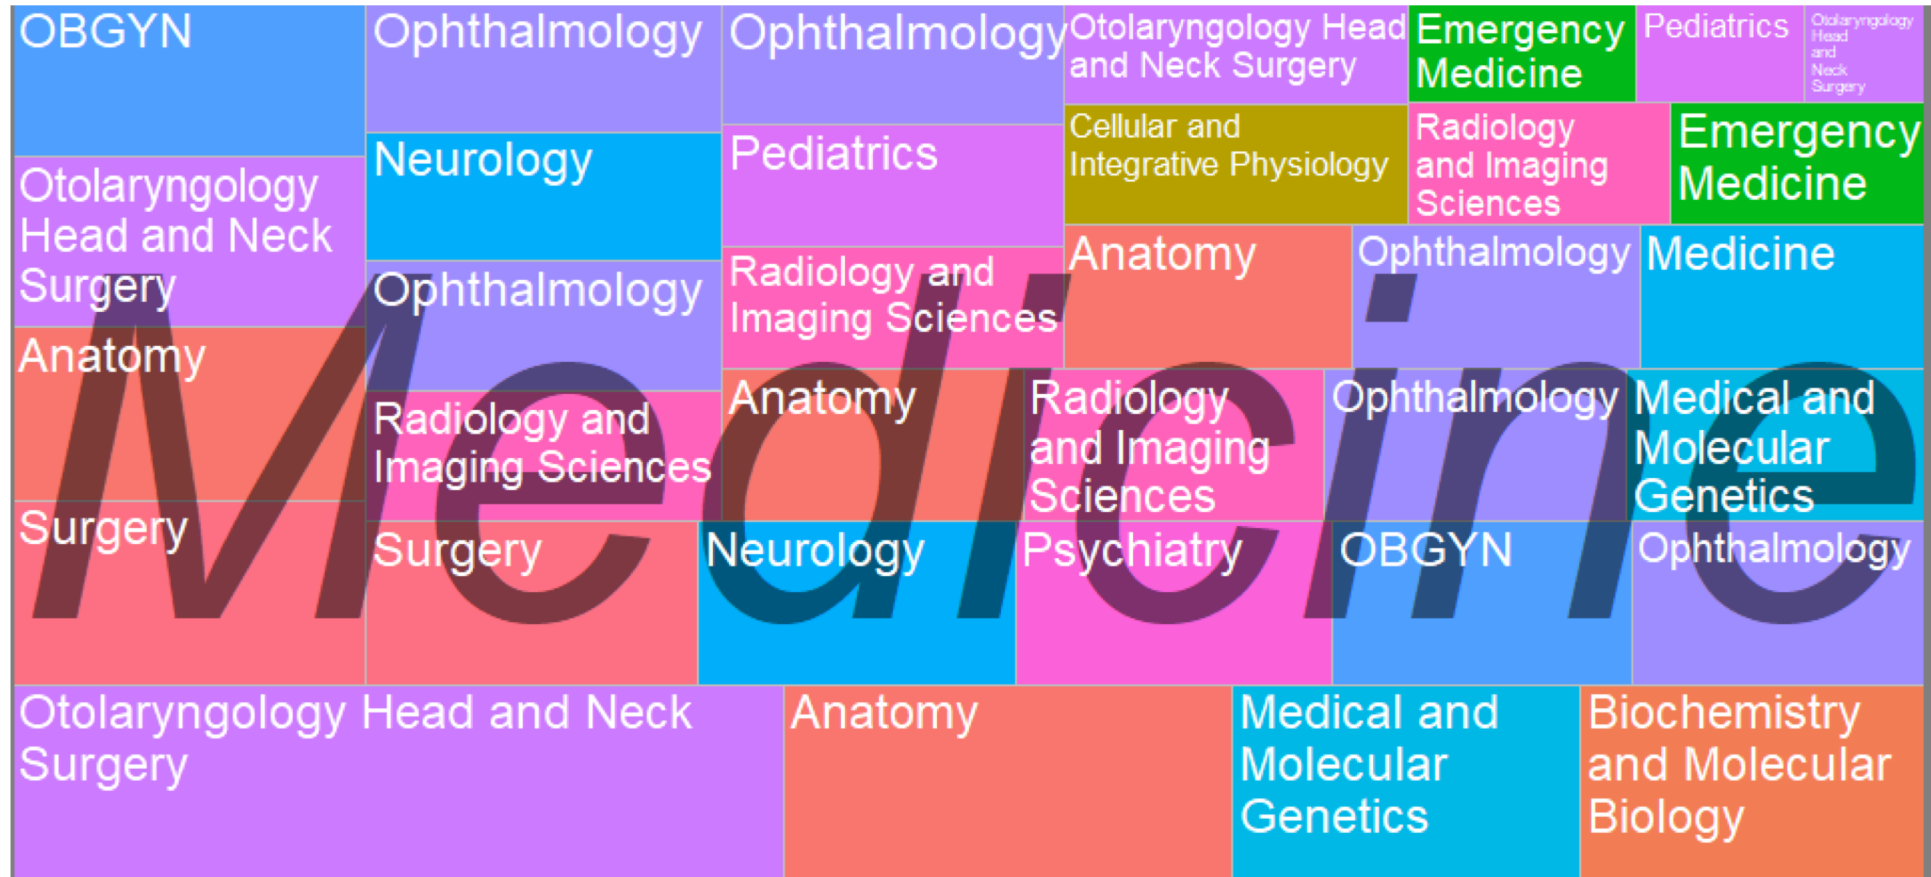 OBGYN
Ophthalmology
Ophthalmology
Otolaryngology Head
and Neck Surgery
Emergency
Medicine
Pediatrics
Otolaryngology
Head
and
Neck
Surgery
Neurology
Pediatrics
Cellular and
Integrative Physiology
Radiology
and Imaging
Sciences
Emergency
Medicine
Otolaryngology
Head and Neck
Surgery
Ophthalmology
Radiology and
Imaging Sciences
Anatomy
Ophthalmology
Medicine
Anatomy
Radiology and
Imaging Sciences
Anatomy
Radiology
and Imaging
Sciences
Ophthalmology
Medical and
Molecular
Genetics
Medicine
Surgery
Surgery
Neurology
Psychiatry
OBGYN
Ophthalmology
Otolaryngology Head and Neck
Surgery
Anatomy
Medical and
Molecular
Genetics
Biochemistry
and Molecular
Biology